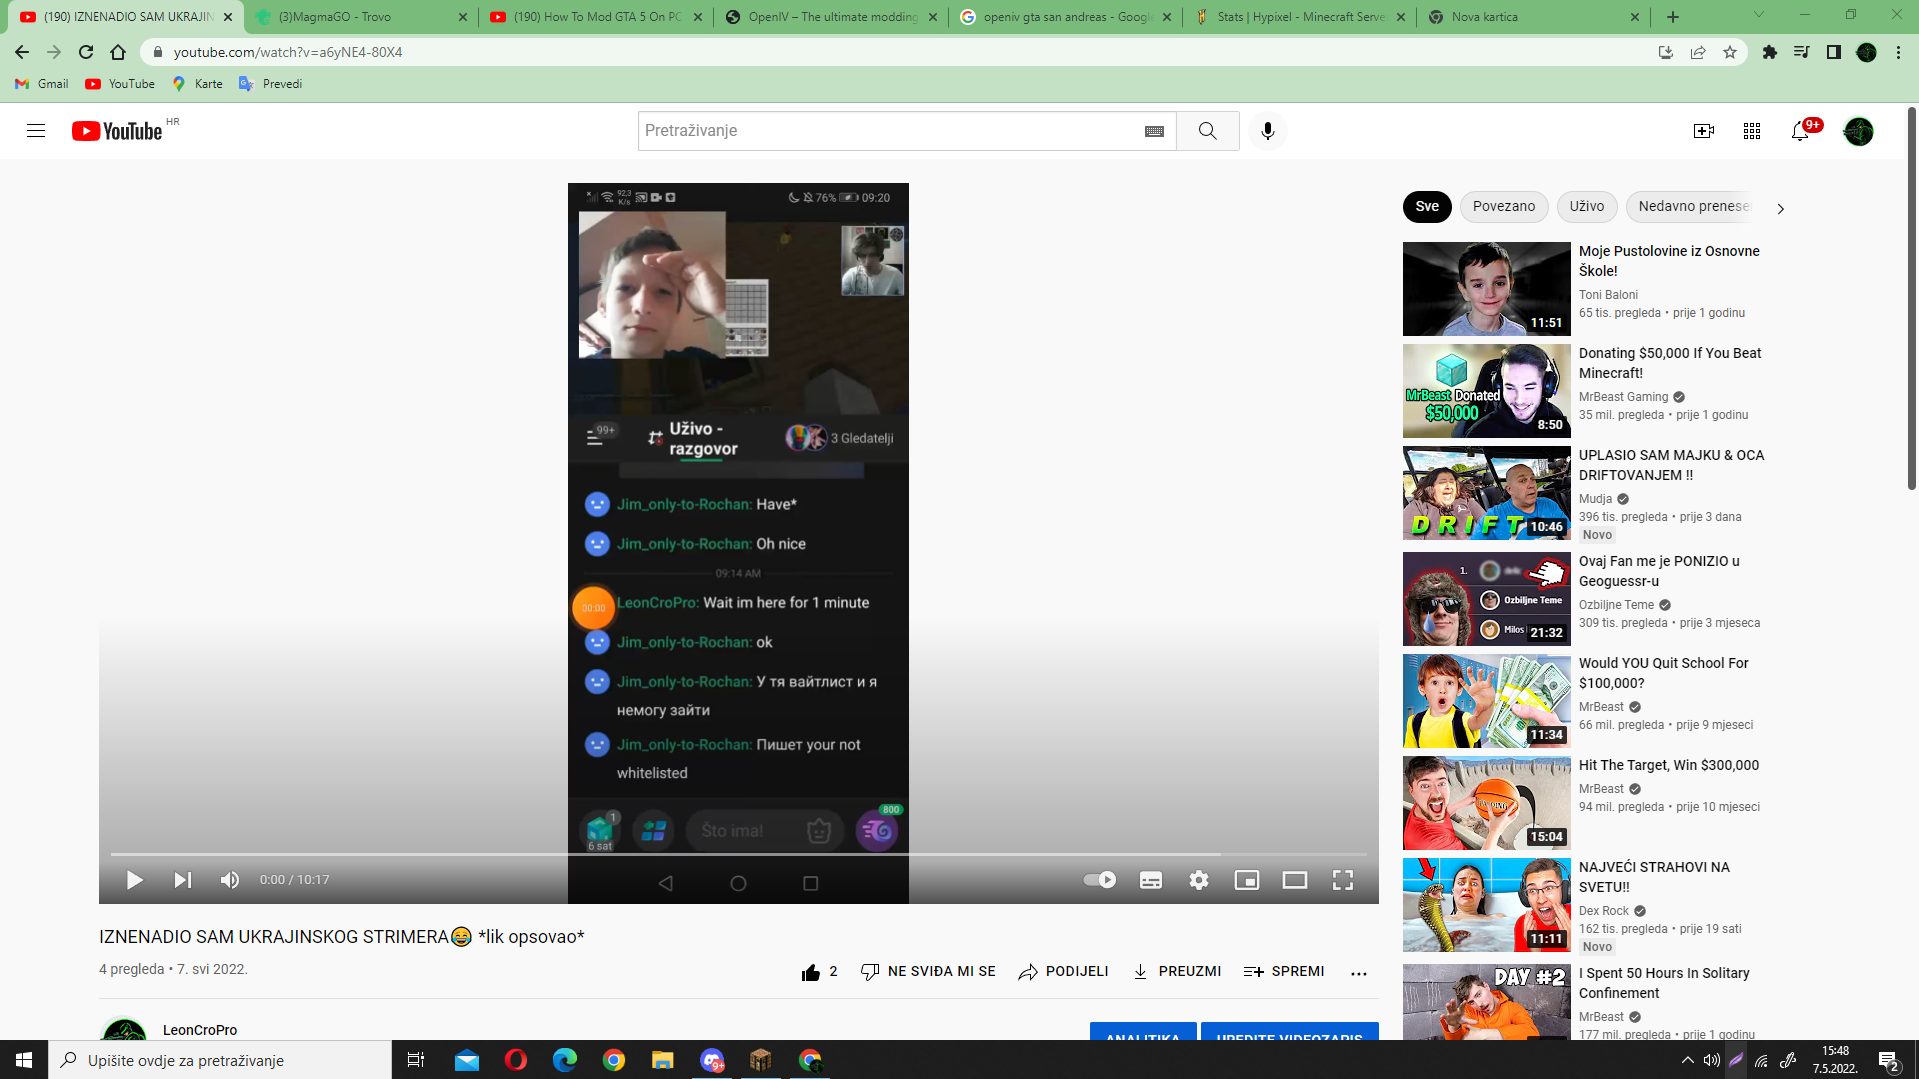 (190) IZNENADIO SAM UKRAJIN
(3)MagmaGO - Trovo
(190) How To Mod GTA 5 On PC
OpenIV – The ultimate modding
openiv gta san andreas - Google
Stats | Hypixel - Minecraft Server
Nova kartica
youtube.com/watch?v=a6yNE4-80X4
Gmail
YouTube
Karte
Prevedi
YouTube HR
Pretraživanje
9+
92,3 K/s
76% 09:20
99+
Uživo - razgovor
3 Gledatelji
Jim_only-to-Rochan: Have*
Jim_only-to-Rochan: Oh nice
09:14 AM
00:00
LeonCroPro: Wait im here for 1 minute
Jim_only-to-Rochan: ok
Jim_only-to-Rochan: У тя вайтлист и я
немогу зайти
Jim_only-to-Rochan: Пишет your not
whitelisted
1
6 sat
Što ima!
800
0:00 / 10:17
IZNENADIO SAM UKRAJINSKOG STRIMERA😂 *lik opsovao*
4 pregleda • 7. svi 2022.
2
NE SVIĐA MI SE
PODIJELI
PREUZMI
SPREMI
LeonCroPro
ANALITIKA
UREDITE VIDEOZAPIS
Sve
Povezano
Uživo
Nedavno prenese
11:51
Moje Pustolovine iz Osnovne
Škole!
Toni Baloni
65 tis. pregleda • prije 1 godinu
MrBeast Donated
$50,000
8:50
Donating $50,000 If You Beat
Minecraft!
MrBeast Gaming
35 mil. pregleda • prije 1 godinu
DRIFT
10:46
UPLASIO SAM MAJKU & OCA
DRIFTOVANJEM !!
Mudja
396 tis. pregleda • prije 3 dana
Novo
1.
Ozbiljne Teme
Milos
21:32
Ovaj Fan me je PONIZIO u
Geoguessr-u
Ozbiljne Teme
309 tis. pregleda • prije 3 mjeseca
11:34
Would YOU Quit School For
$100,000?
MrBeast
66 mil. pregleda • prije 9 mjeseci
15:04
Hit The Target, Win $300,000
MrBeast
94 mil. pregleda • prije 10 mjeseci
11:11
NAJVEĆI STRAHOVI NA
SVETU!!
Dex Rock
162 tis. pregleda • prije 19 sati
Novo
DAY #2
I Spent 50 Hours In Solitary
Confinement
MrBeast
177 mil. pregleda • prije 1 godinu
Upišite ovdje za pretraživanje
9+
15:48
7.5.2022.
2